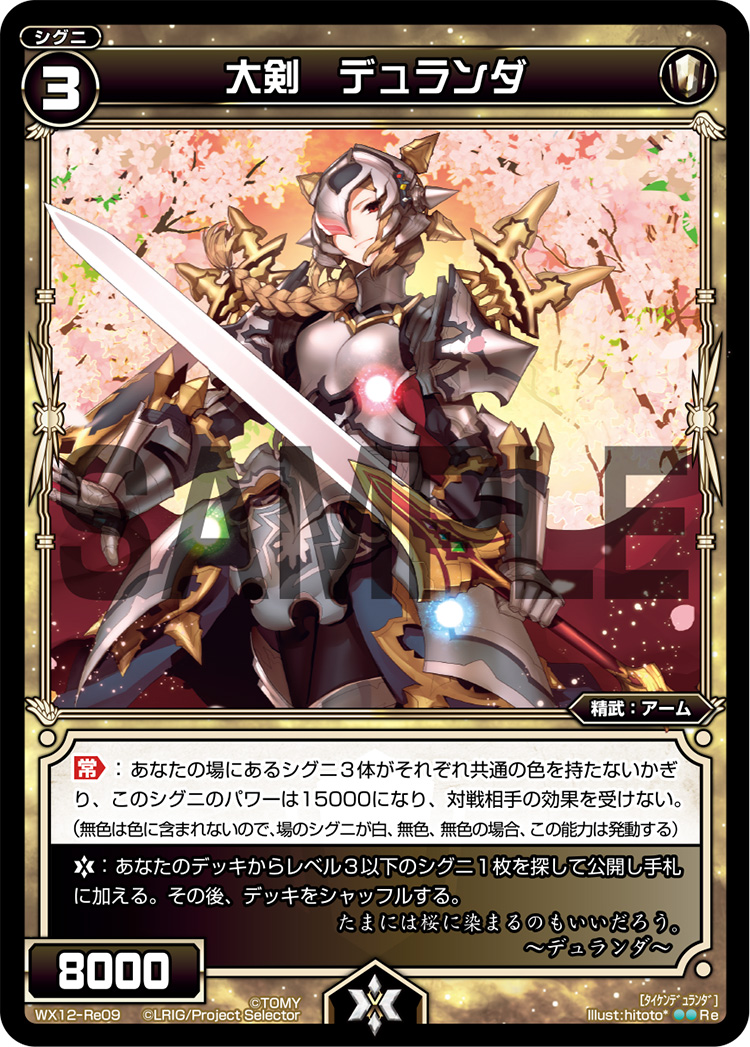 シグニ
3
大剣　デュランダ
SAMPLE
精武：アーム
常：あなたの場にあるシグニ３体がそれぞれ共通の色を持たないかぎ
り、このシグニのパワーは15000になり、対戦相手の効果を受けない。
（無色は色に含まれないので、場のシグニが白、無色、無色の場合、この能力は発動する）
：あなたのデッキからレベル３以下のシグニ１枚を探して公開し手札
に加える。その後、デッキをシャッフルする。
たまには桜に染まるのもいいだろう。
～デュランダ～
8000
©TOMY
[ﾀｲｹﾝﾃﾞｭﾗﾝﾀﾞ]
WX12-Re09 ©LRIG/Project Selector
Illust:hitoto* Re